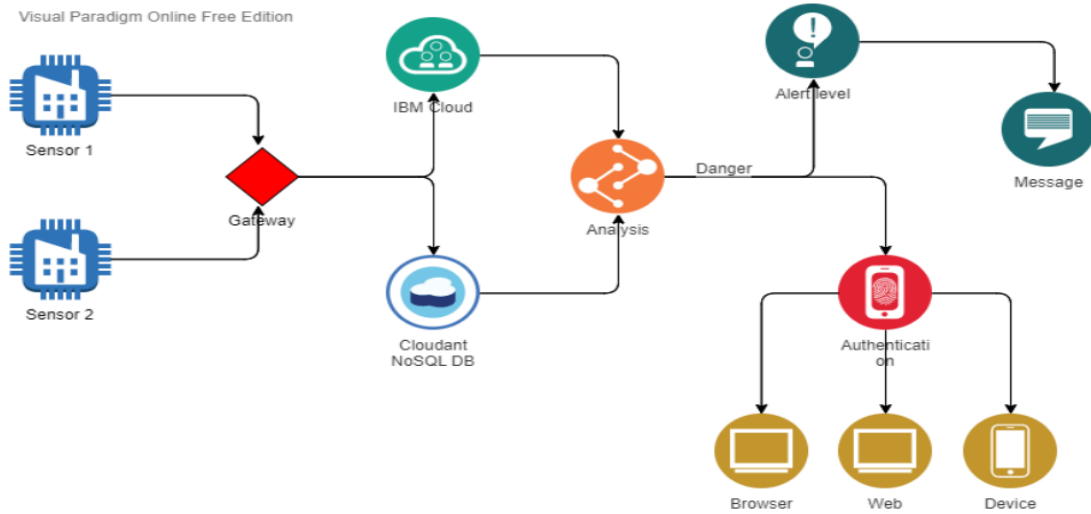 Visual Paradigm Online Free Edition
Sensor 1
Sensor 2
Gateway
IBM Cloud
Cloudant
NoSQL DB
Analysis
Danger
Alert level
Message
Authenticati
on
Browser
Web
Device